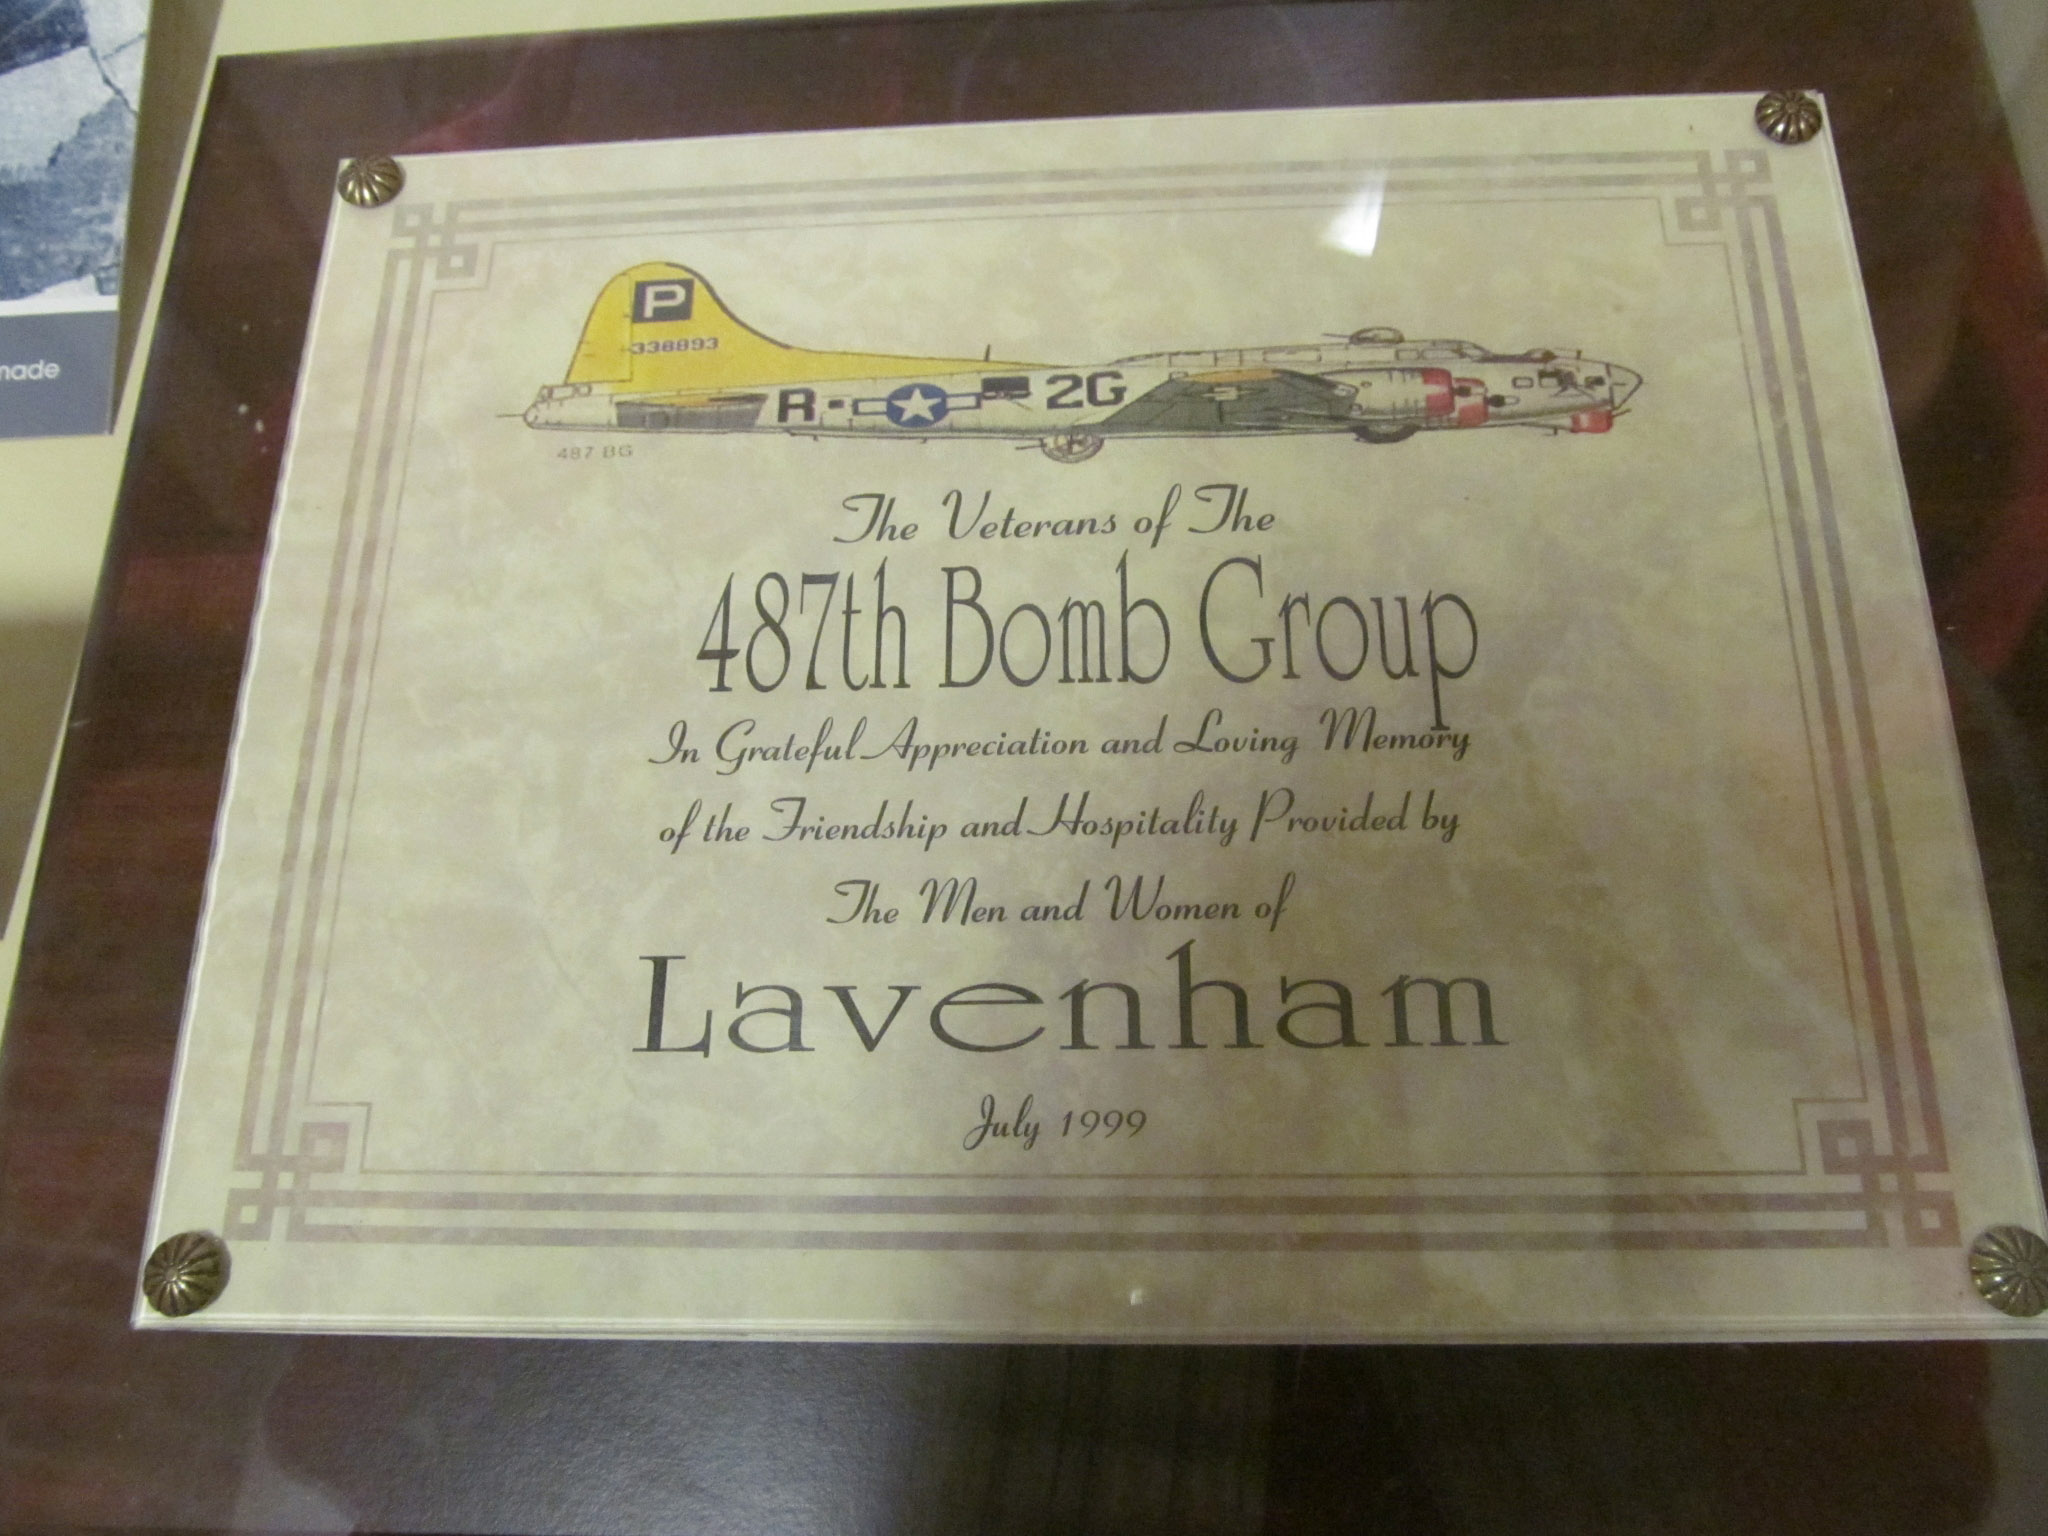 made
P
338893
R
2G
487 BG
The Veterans of The
487th Bomb Group
In Grateful Appreciation and Loving Memory
of the Friendship and Hospitality Provided by
The Men and Women of
Lavenham
July 1999